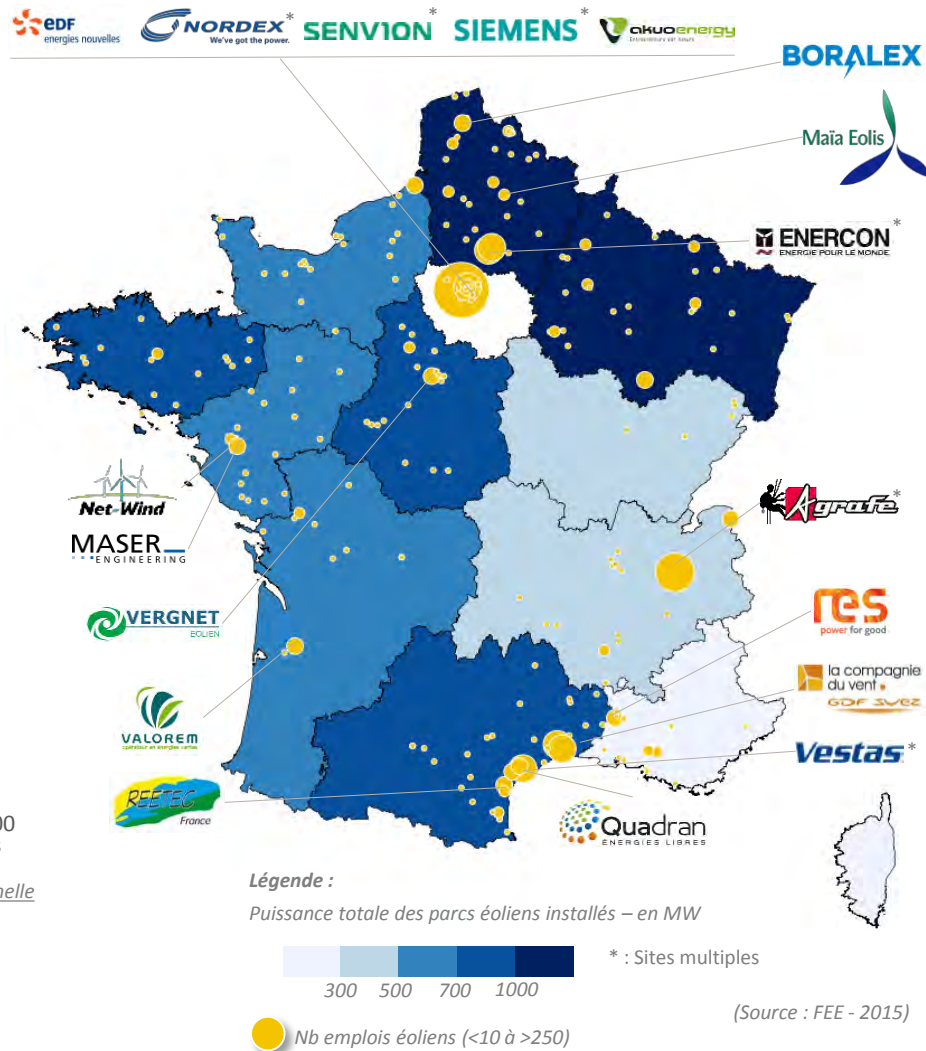 edf
énergies nouvelles
NORDEX*
We've got the power.
SENVION*
SIEMENS*
akuoenergy
BORALEX
Maïa Eolis
ENERCON*
ENERGIE POUR LE MONDE
Net-Wind
MASER
ENGINEERING
Agrafe*
VERGNET
EOLIEN
res
power for good
la compagnie
du vent
GDF SUEZ
VALOREM
Vestas*
REETEC
France
Quadran
ÉNERGIES LIBRES
00
nelle
Légende :
Puissance totale des parcs éoliens installés – en MW
* : Sites multiples
300 500 700 1000
(Source : FEE - 2015)
Nb emplois éoliens (<10 à >250)